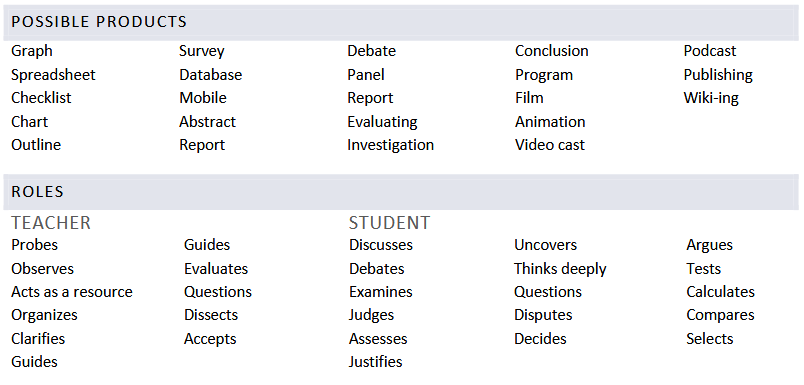 POSSIBLE PRODUCTS
Graph Survey Debate Conclusion Podcast
Spreadsheet Database Panel Program Publishing
Checklist Mobile Report Film Wiki-ing
Chart Abstract Evaluating Animation
Outline Report Investigation Video cast
ROLES
TEACHER STUDENT
Probes Guides Discusses Uncovers Argues
Observes Evaluates Debates Thinks deeply Tests
Acts as a resource Questions Examines Questions Calculates
Organizes Dissects Judges Disputes Compares
Clarifies Accepts Assesses Decides Selects
Guides Justifies